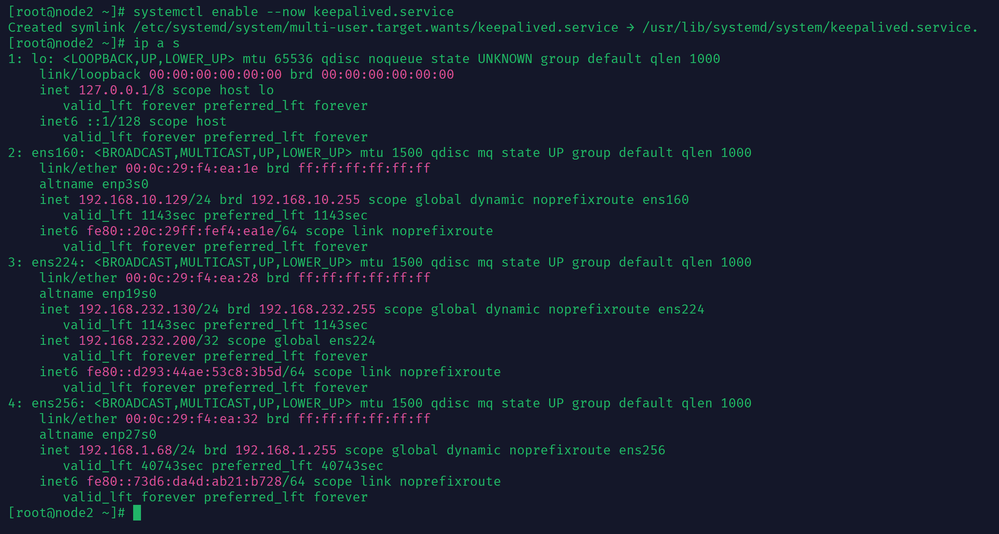 [root@node2 ~]# systemctl enable --now keepalived.service
Created symlink /etc/systemd/system/multi-user.target.wants/keepalived.service → /usr/lib/systemd/system/keepalived.service.
[root@node2 ~]# ip a s
1: lo: <LOOPBACK,UP,LOWER_UP> mtu 65536 qdisc noqueue state UNKNOWN group default qlen 1000
    link/loopback 00:00:00:00:00:00 brd 00:00:00:00:00:00
    inet 127.0.0.1/8 scope host lo
       valid_lft forever preferred_lft forever
    inet6 ::1/128 scope host
       valid_lft forever preferred_lft forever
2: ens160: <BROADCAST,MULTICAST,UP,LOWER_UP> mtu 1500 qdisc mq state UP group default qlen 1000
    link/ether 00:0c:29:f4:ea:1e brd ff:ff:ff:ff:ff:ff
    altname enp3s0
    inet 192.168.10.129/24 brd 192.168.10.255 scope global dynamic noprefixroute ens160
       valid_lft 1143sec preferred_lft 1143sec
    inet6 fe80::20c:29ff:fef4:ea1e/64 scope link noprefixroute
       valid_lft forever preferred_lft forever
3: ens224: <BROADCAST,MULTICAST,UP,LOWER_UP> mtu 1500 qdisc mq state UP group default qlen 1000
    link/ether 00:0c:29:f4:ea:28 brd ff:ff:ff:ff:ff:ff
    altname enp19s0
    inet 192.168.232.130/24 brd 192.168.232.255 scope global dynamic noprefixroute ens224
       valid_lft 1143sec preferred_lft 1143sec
    inet 192.168.232.200/32 scope global ens224
       valid_lft forever preferred_lft forever
    inet6 fe80::d293:44ae:53c8:3b5d/64 scope link noprefixroute
       valid_lft forever preferred_lft forever
4: ens256: <BROADCAST,MULTICAST,UP,LOWER_UP> mtu 1500 qdisc mq state UP group default qlen 1000
    link/ether 00:0c:29:f4:ea:32 brd ff:ff:ff:ff:ff:ff
    altname enp27s0
    inet 192.168.1.68/24 brd 192.168.1.255 scope global dynamic noprefixroute ens256
       valid_lft 40743sec preferred_lft 40743sec
    inet6 fe80::73d6:da4d:ab21:b728/64 scope link noprefixroute
       valid_lft forever preferred_lft forever
[root@node2 ~]#